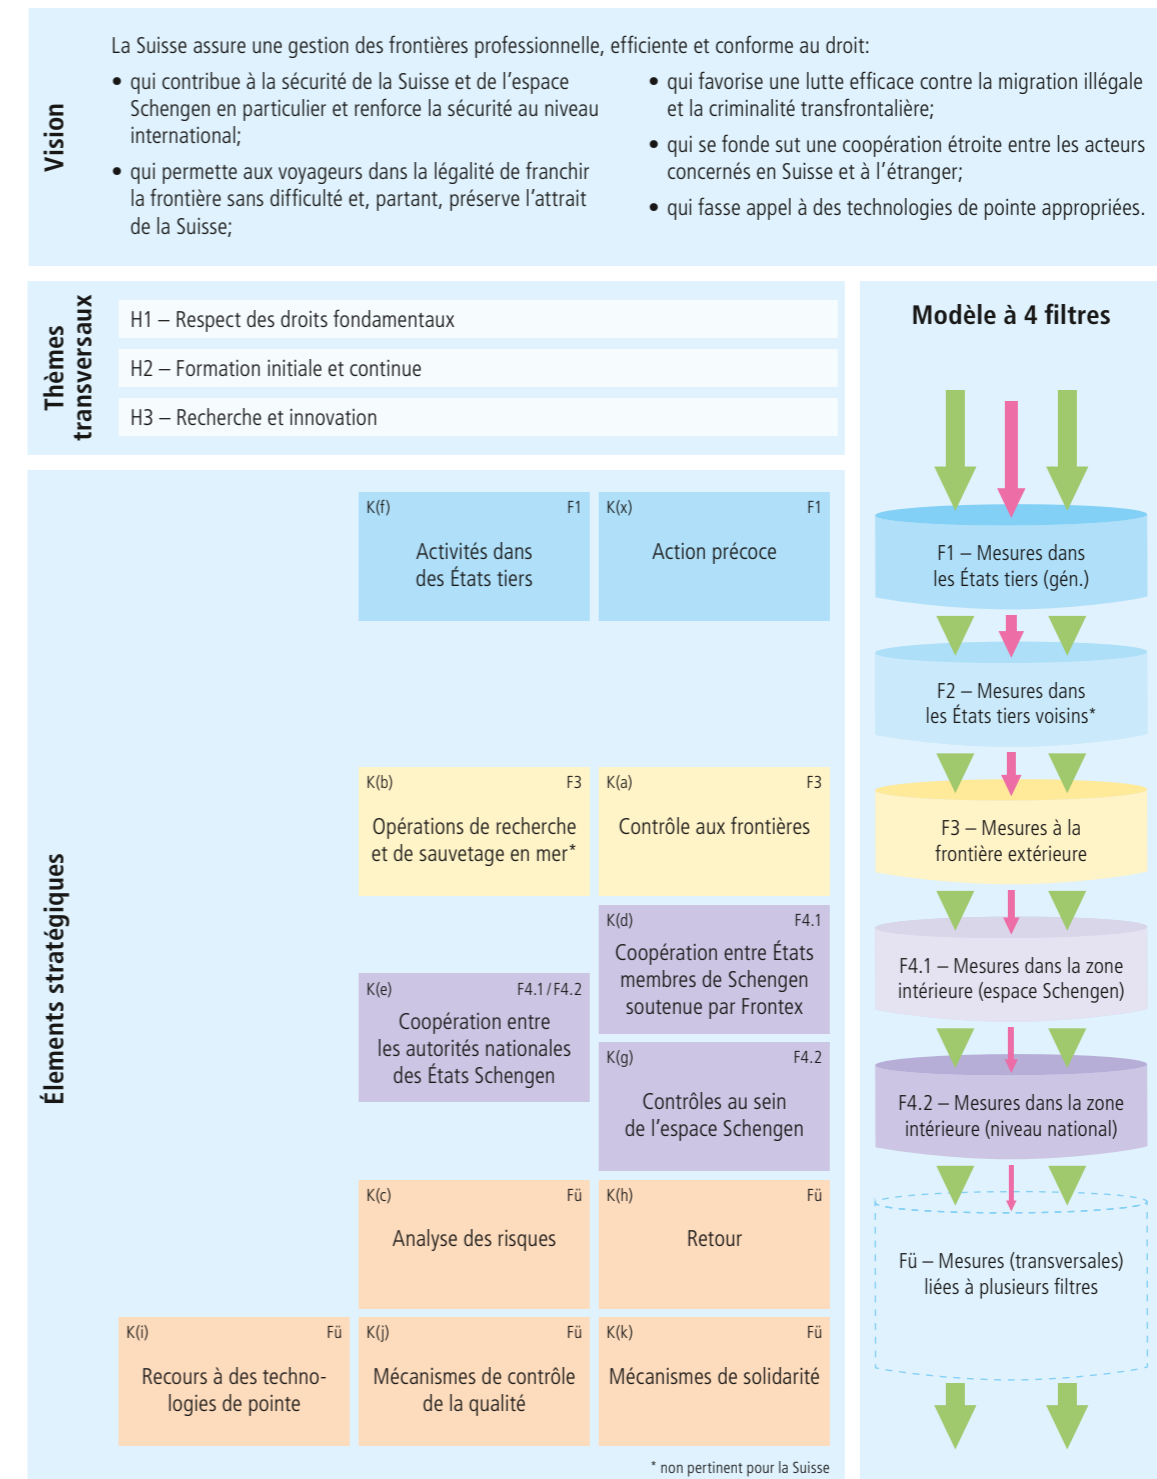 Vision
La Suisse assure une gestion des frontières professionnelle, efficiente et conforme au droit:
• qui contribue à la sécurité de la Suisse et de l'espace
Schengen en particulier et renforce la sécurité au niveau
international;
• qui permette aux voyageurs dans la légalité de franchir
la frontière sans difficulté et, partant, préserve l'attrait
de la Suisse;
• qui favorise une lutte efficace contre la migration illégale
et la criminalité transfrontalière;
• qui se fonde sut une coopération étroite entre les acteurs
concernés en Suisse et à l'étranger;
• qui fasse appel à des technologies de pointe appropriées.
Thèmes
transversaux
H1 – Respect des droits fondamentaux
H2 – Formation initiale et continue
H3 – Recherche et innovation
Élements stratégiques
K(f) F1
Activités dans
des États tiers
K(x) F1
Action précoce
K(b) F3
Opérations de recherche
et de sauvetage en mer*
K(a) F3
Contrôle aux frontières
K(d) F4.1
Coopération entre États
membres de Schengen
soutenue par Frontex
K(e) F4.1/F4.2
Coopération entre
les autorités nationales
des États Schengen
K(g) F4.2
Contrôles au sein
de l'espace Schengen
K(c) Fü
Analyse des risques
K(h) Fü
Retour
K(i) Fü
Recours à des techno-
logies de pointe
K(j) Fü
Mécanismes de contrôle
de la qualité
K(k) Fü
Mécanismes de solidarité
* non pertinent pour la Suisse
Modèle à 4 filtres
F1 – Mesures dans
les États tiers (gén.)
F2 – Mesures dans
les États tiers voisins*
F3 – Mesures à la
frontière extérieure
F4.1 – Mesures dans la zone
intérieure (espace Schengen)
F4.2 – Mesures dans la zone
intérieure (niveau national)
Fü – Mesures (transversales)
liées à plusieurs filtres